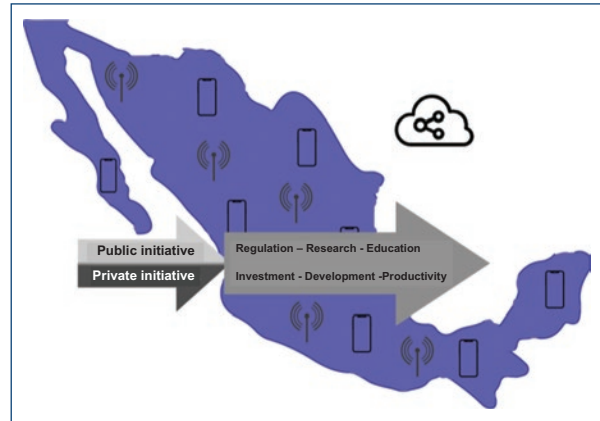 Public initiative
Private initiative
Regulation – Research - Education
Investment - Development -Productivity